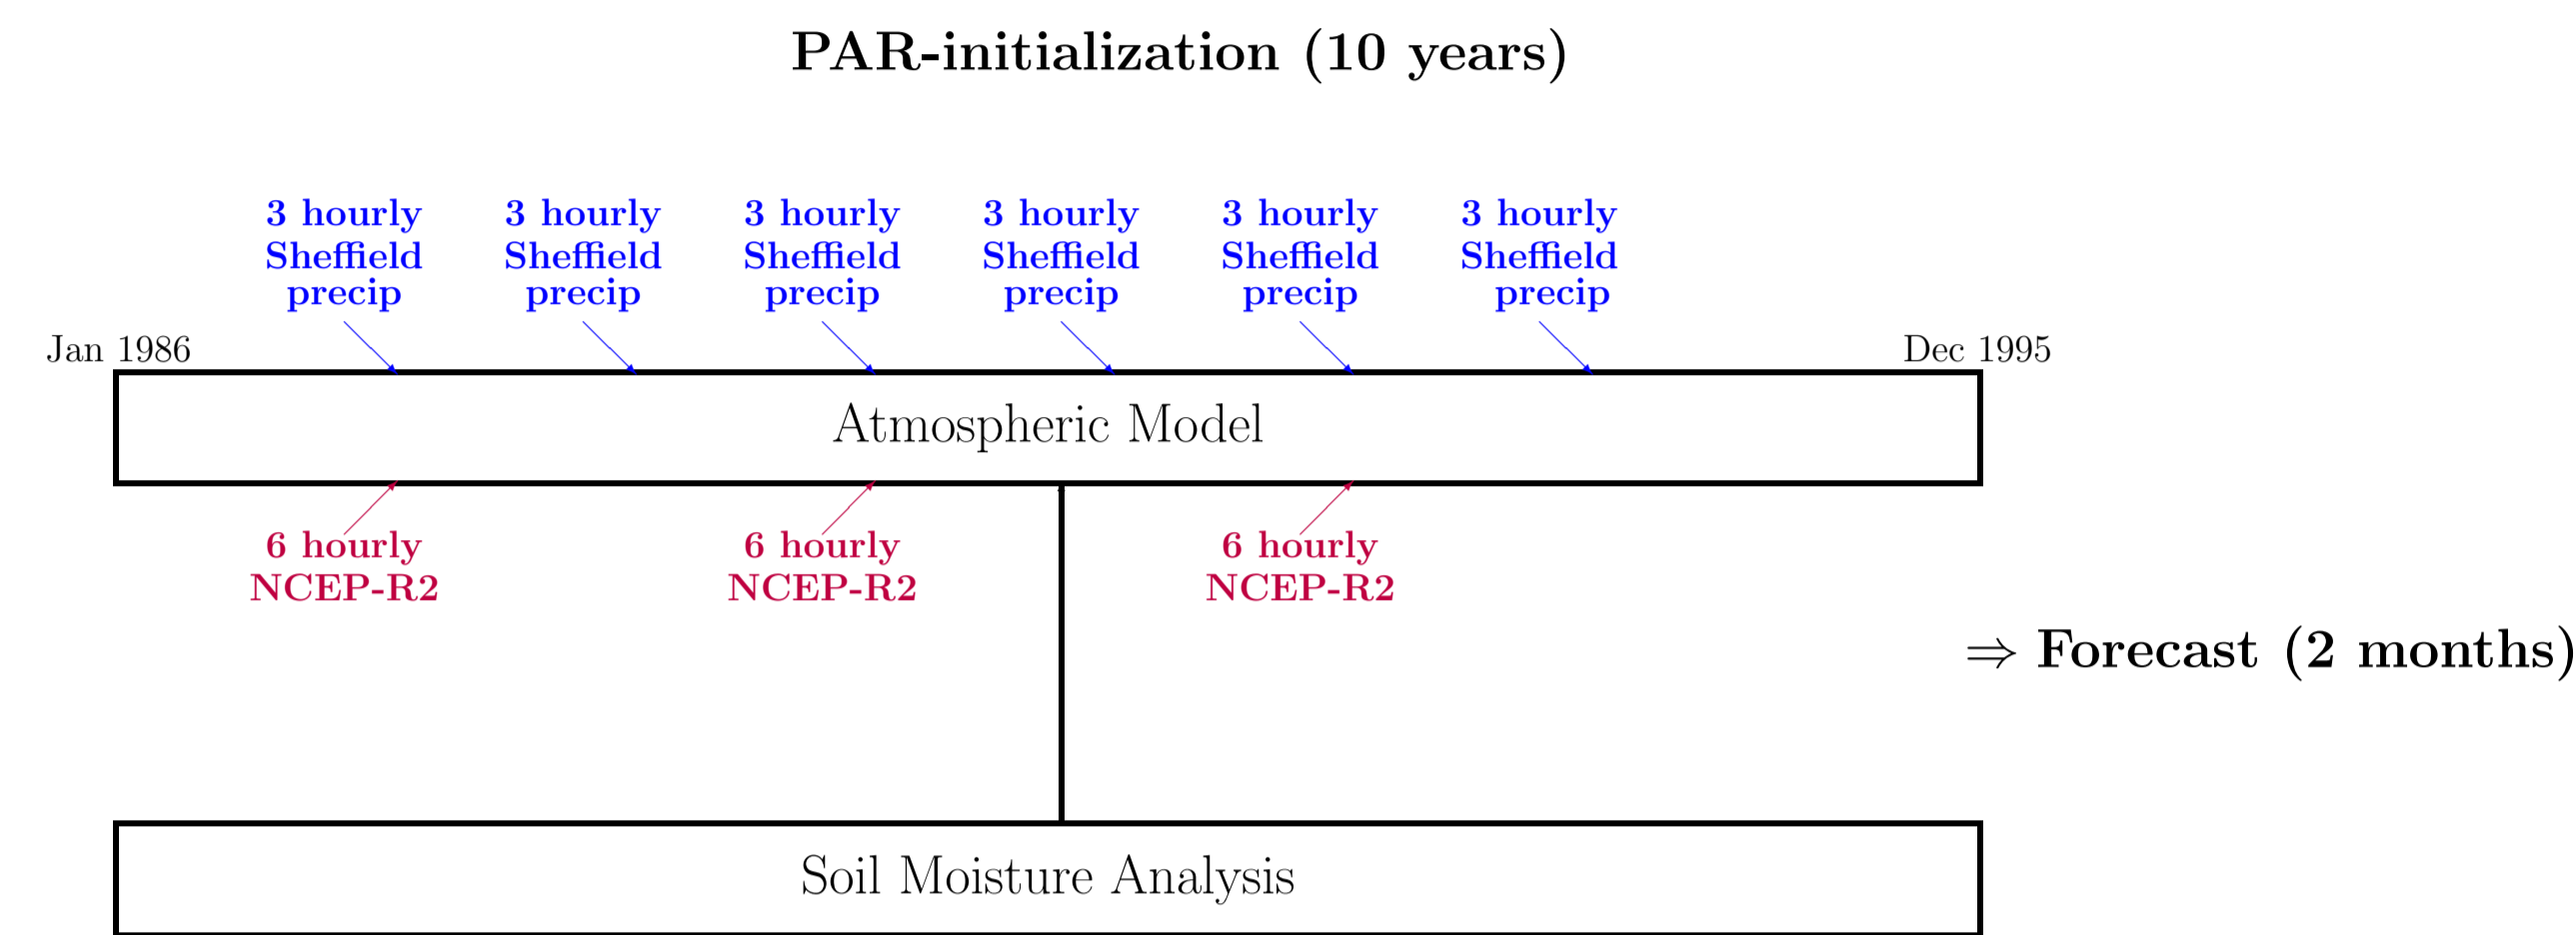 PAR-initialization (10 years)
3 hourly
Sheffield
precip
3 hourly
Sheffield
precip
3 hourly
Sheffield
precip
3 hourly
Sheffield
precip
3 hourly
Sheffield
precip
3 hourly
Sheffield
precip
Jan 1986
Dec 1995
Atmospheric Model
6 hourly
NCEP-R2
6 hourly
NCEP-R2
6 hourly
NCEP-R2
⇒ Forecast (2 months)
Soil Moisture Analysis